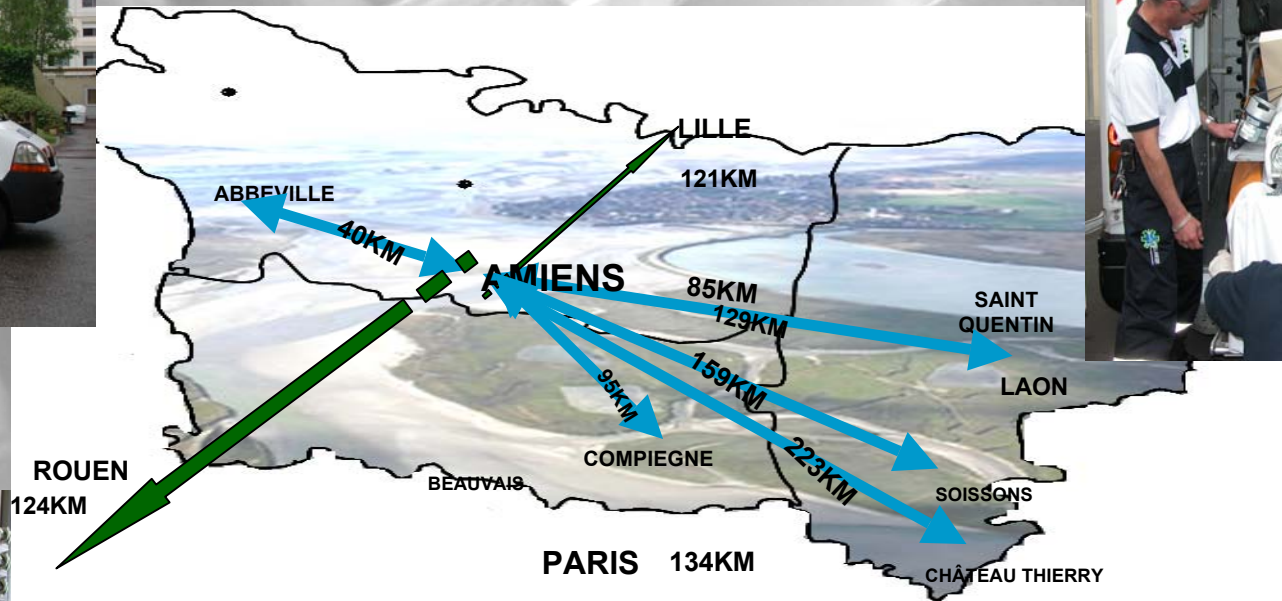 LILLE
121KM
ABBEVILLE
40KM
AMIENS
85KM
129KM
SAINT
QUENTIN
159KM
95KM
LAON
COMPIEGNE
223KM
ROUEN
124KM
BEAUVAIS
SOISSONS
PARIS 134KM
CHÂTEAU THIERRY